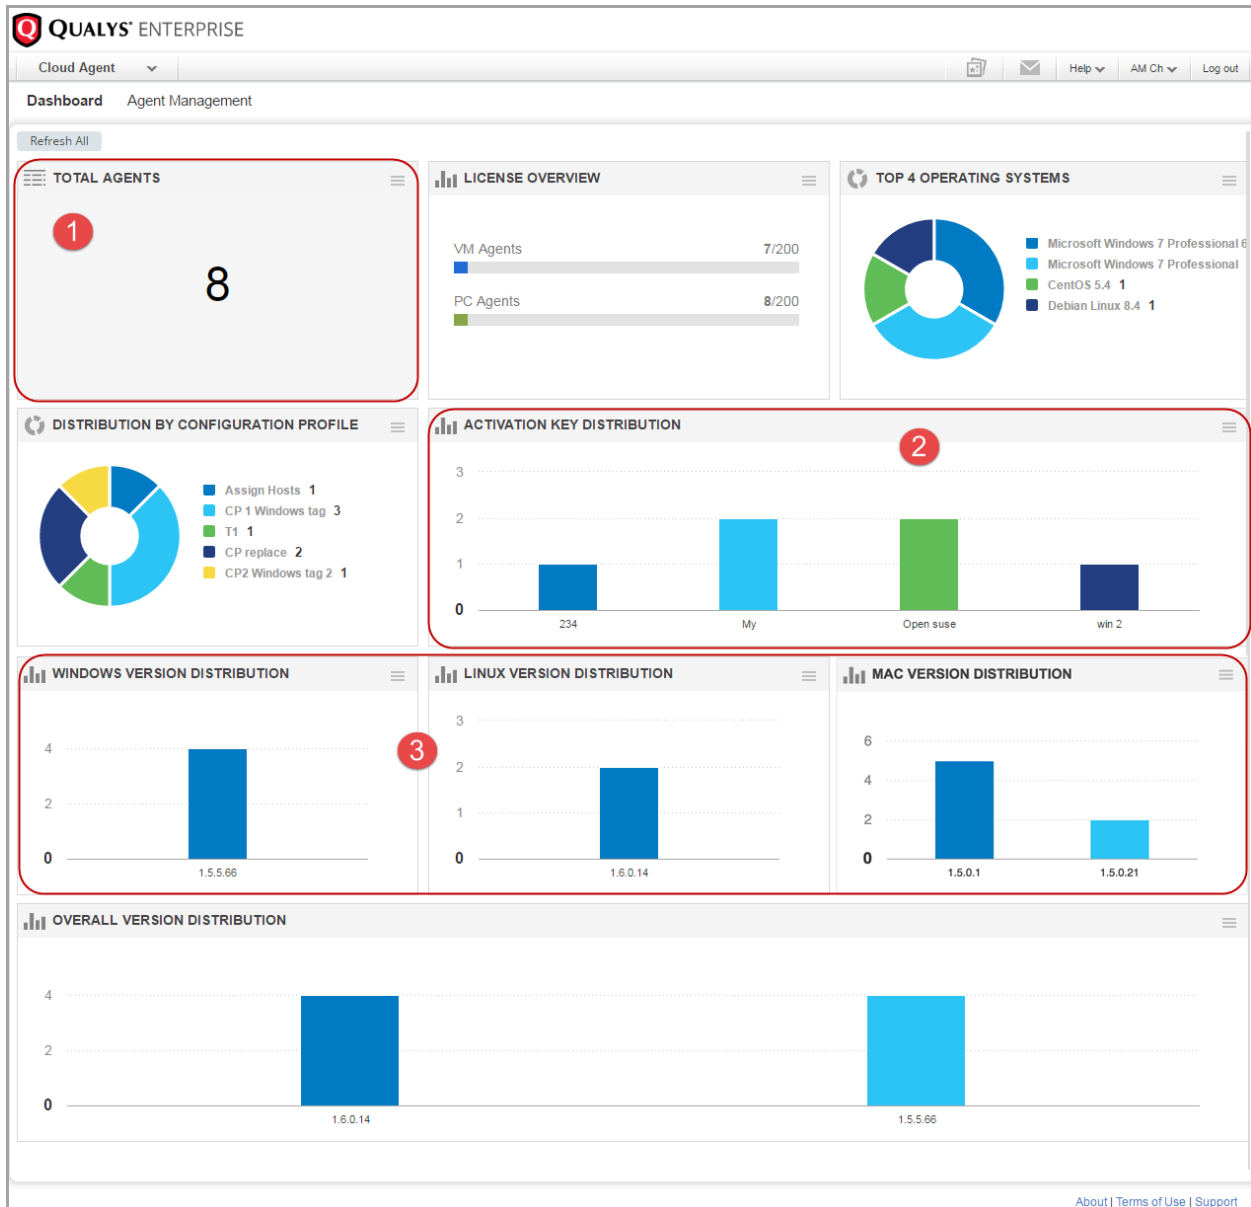 QUALYS® ENTERPRISE
Cloud Agent
Help
AM Ch
Log out
Dashboard Agent Management
Refresh All
TOTAL AGENTS
1
8
LICENSE OVERVIEW
VM Agents 7/200
PC Agents 8/200
TOP 4 OPERATING SYSTEMS
Microsoft Windows 7 Professional 6
Microsoft Windows 7 Professional
CentOS 5.4 1
Debian Linux 8.4 1
DISTRIBUTION BY CONFIGURATION PROFILE
Assign Hosts 1
CP 1 Windows tag 3
T1 1
CP replace 2
CP2 Windows tag 2 1
ACTIVATION KEY DISTRIBUTION
2
3
2
1
0
234 My Open suse win 2
WINDOWS VERSION DISTRIBUTION
4
2
0
1.5.5.66
3
LINUX VERSION DISTRIBUTION
3
2
1
0
1.6.0.14
MAC VERSION DISTRIBUTION
6
4
2
0
1.5.0.1 1.5.0.21
OVERALL VERSION DISTRIBUTION
4
2
0
1.6.0.14 1.5.5.66
About | Terms of Use | Support